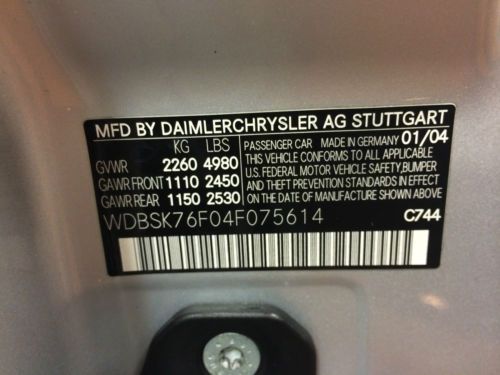 MFD BY DAIMLERCHRYSLER AG STUTTGART
KG LBS
GVWR 2260 4980
GAWR FRONT 1110 2450
GAWR REAR 1150 2530
PASSENGER CAR MADE IN GERMANY 01/04
THIS VEHICLE CONFORMS TO ALL APPLICABLE
U.S. FEDERAL MOTOR VEHICLE SAFETY, BUMPER
AND THEFT PREVENTION STANDARDS IN EFFECT
ON THE DATE OF MANUFACTURE SHOWN ABOVE
WDBSK76F04F075614 C744